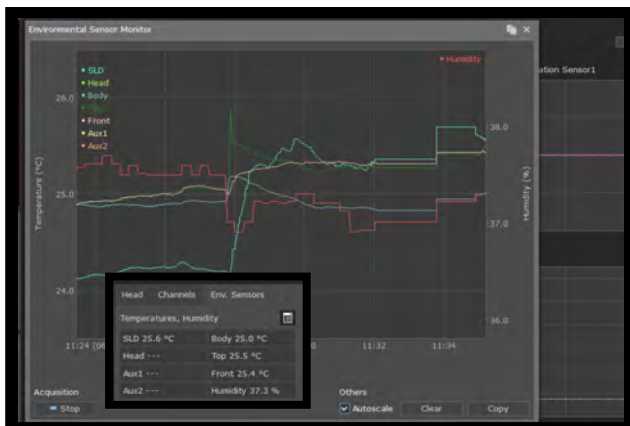 Environmental Sensor Monitor
ation Sensor1
SLD
Head
Body
Front
Aux1
Aux2
Humidity
26.0
25.0
24.0
Temperature (°C)
38.0
37.0
36.0
Humidity (%)
Head Channels Env. Sensors
Temperatures, Humidity
SLD 25.6 °C Body 25.0 °C
Head --- Top 25.5 °C
Aux1 --- Front 25.4 °C
Aux2 --- Humidity 37.3 %
11:24 11:32 11:34
Acquisition
Stop
Others
Autoscale Clear Copy